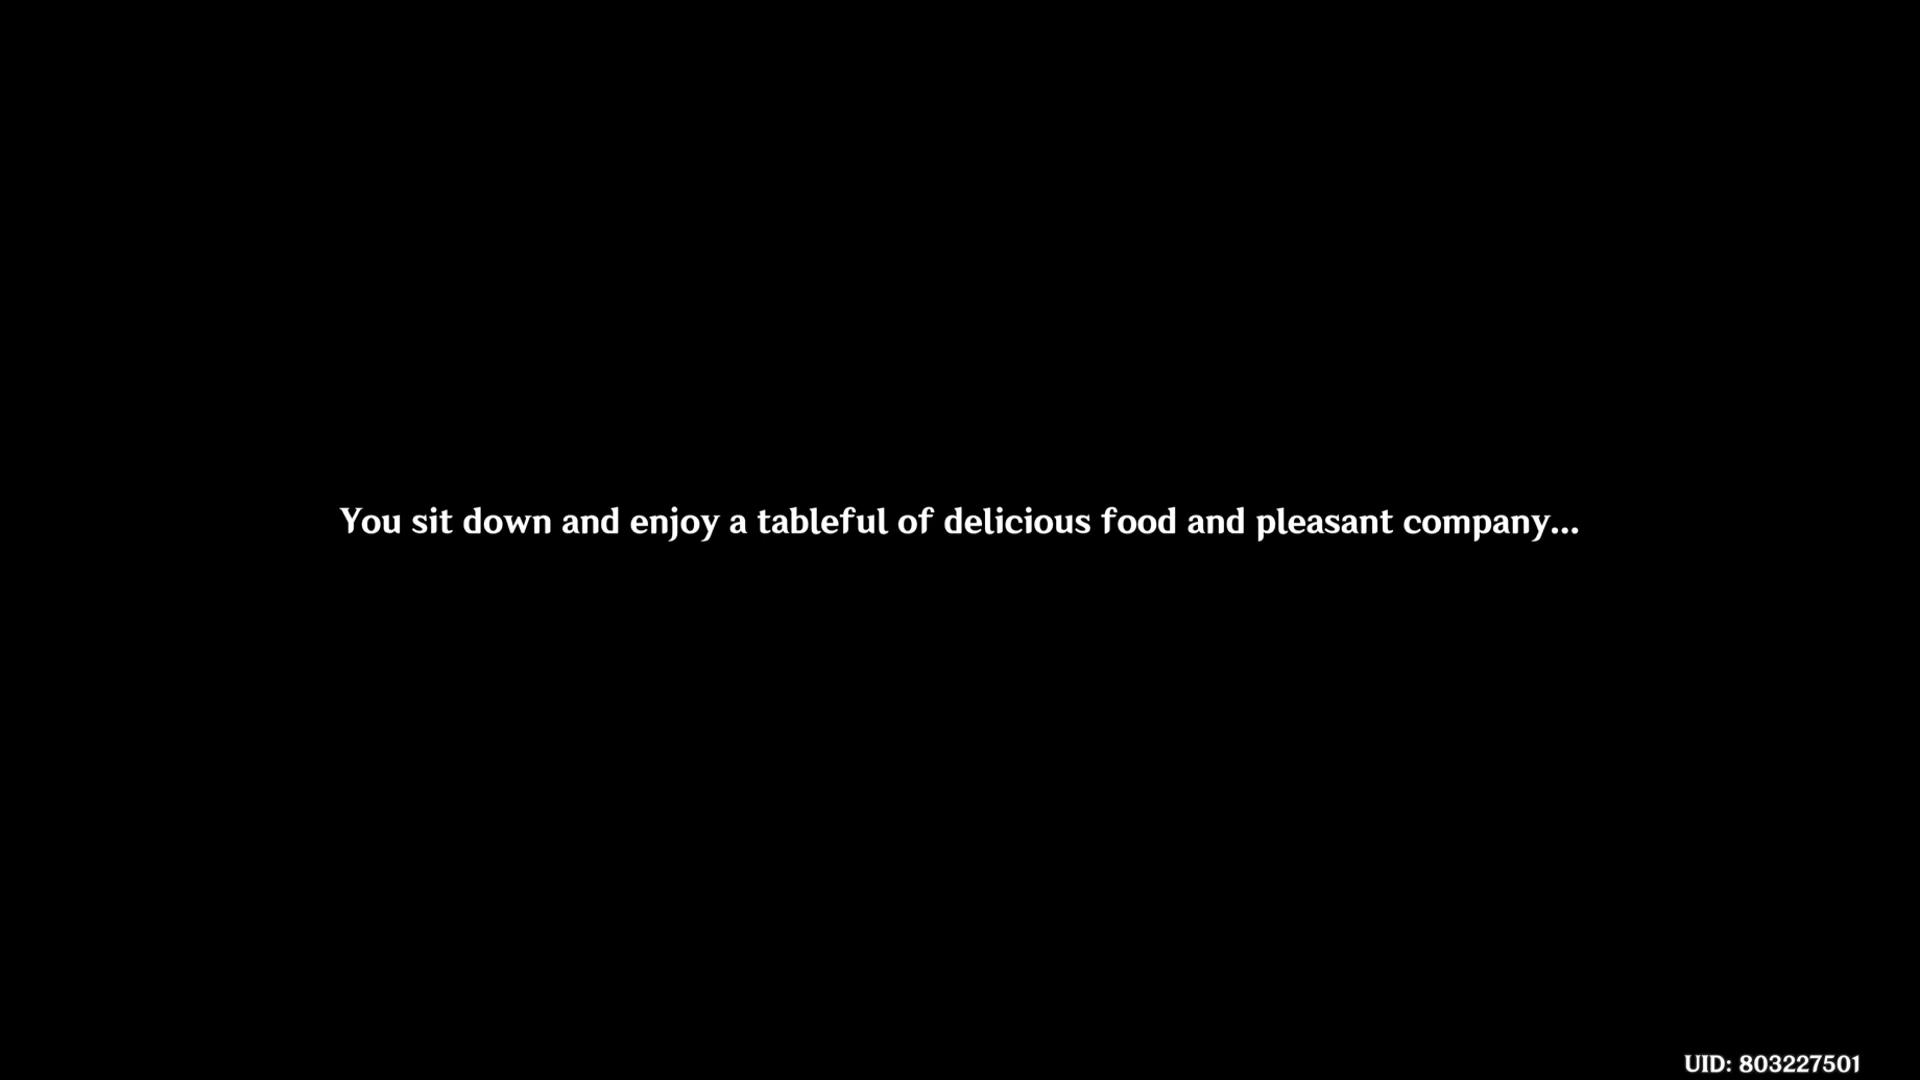 You sit down and enjoy a tableful of delicious food and pleasant company...
UID: 803227501